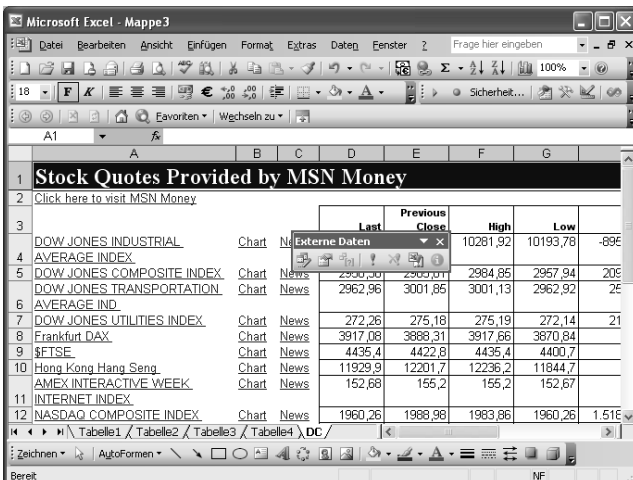 Microsoft Excel - Mappe3
Datei Bearbeiten Ansicht Einfügen Format Extras Daten Fenster ? Frage hier eingeben
100%
18 F K € Sicherheit...
Favoriten Wechseln zu
A1 fx
A B C D E F G
1 Stock Quotes Provided by MSN Money
2 Click here to visit MSN Money
3 Last Previous Close High Low
Externe Daten
4 DOW JONES INDUSTRIAL AVERAGE INDEX Chart 10281,92 10193,78 -895
5 DOW JONES COMPOSITE INDEX Chart News 2984,85 2957,94 209
6 DOW JONES TRANSPORTATION AVERAGE IND Chart News 2962,96 3001,85 3001,13 2962,92 25
7 DOW JONES UTILITIES INDEX Chart News 272,26 275,18 275,19 272,14 21
8 Frankfurt DAX Chart News 3917,08 3888,31 3917,66 3870,84
9 $FTSE Chart News 4435,4 4422,8 4435,4 4400,7
10 Hong Kong Hang Seng Chart News 11929,9 12201,7 12236,2 11844,7
11 AMEX INTERACTIVE WEEK INTERNET INDEX Chart News 152,68 155,2 155,2 152,67
12 NASDAQ COMPOSITE INDEX Chart News 1960,26 1988,98 1983,86 1960,26 1.516
Tabelle1 Tabelle2 Tabelle3 Tabelle4 DC
Zeichnen AutoFormen
Bereit NF